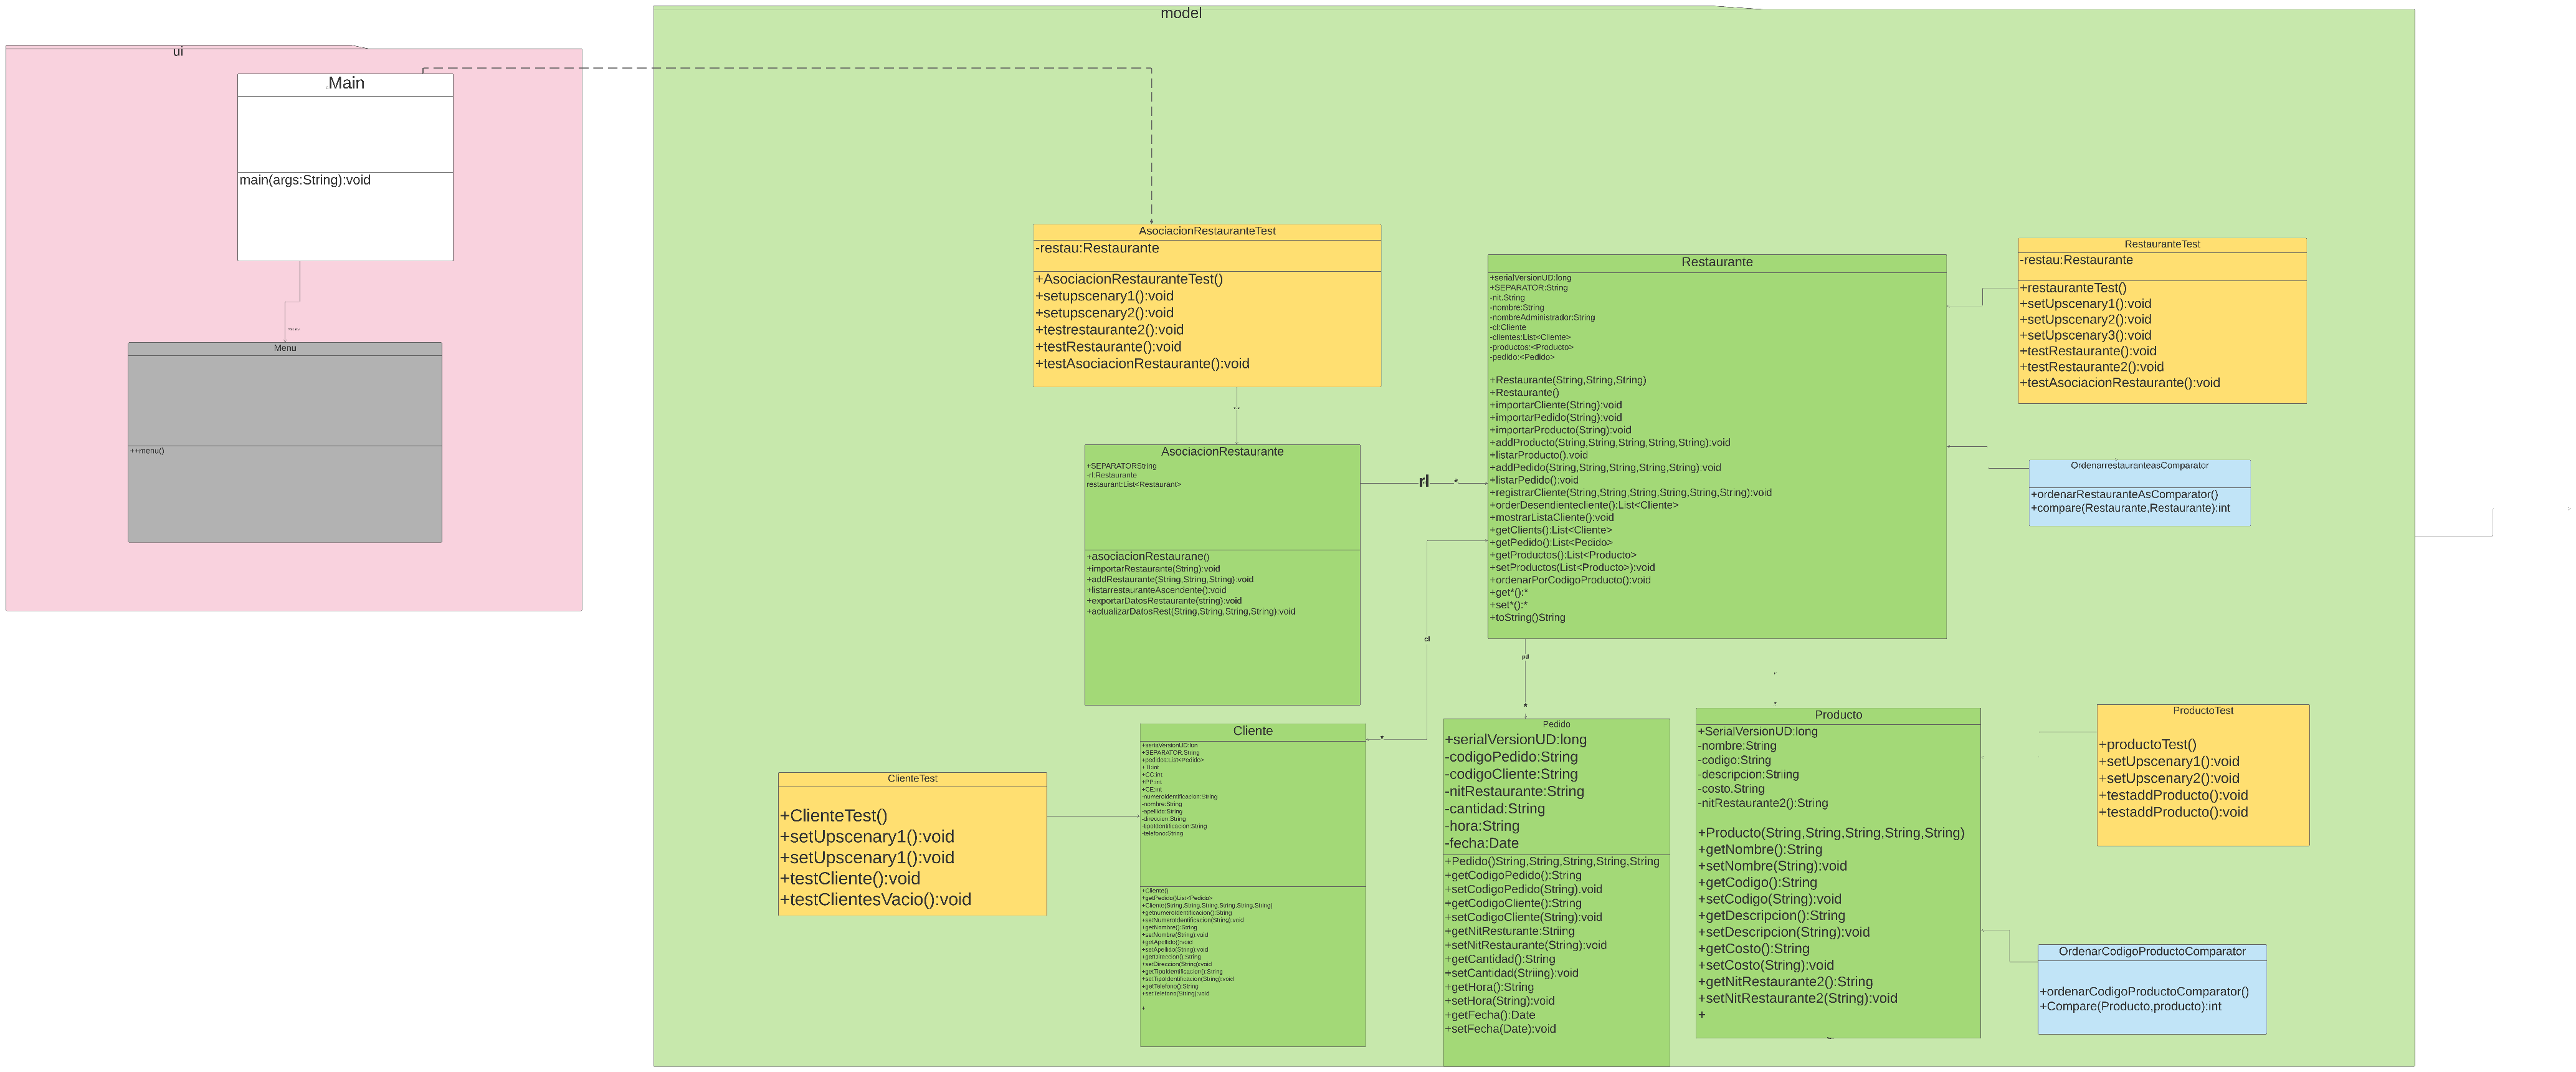 model
ui
Main
main(args:String):void
Menu
++menu()
AsociacionRestauranteTest
-restau:Restaurante
+AsociacionRestauranteTest()
+setupscenary1():void
+setupscenary2():void
+testrestaurante2():void
+testRestaurante():void
+testAsociacionRestaurante():void
AsociacionRestaurante
+SEPARATORString
-rl:Restaurante
restaurant:List<Restaurant>
+asociacionRestaurane()
+importarRestaurante(String):void
+addRestaurante(String,String,String):void
+listarrestauranteAscendente():void
+exportarDatosRestaurante(string):void
+actualizarDatosRest(String,String,String,String):void
rl
*
Restaurante
+serialVersionUD:long
+SEPARATOR:String
-nit.String
-nombre:String
-nombreAdministrador:String
-cl:Cliente
-clientes:List<Cliente>
-productos:<Producto>
-pedido:<Pedido>
+Restaurante(String,String,String)
+Restaurante()
+importarCliente(String):void
+importarPedido(String):void
+importarProducto(String):void
+addProducto(String,String,String,String,String):void
+listarProducto().void
+addPedido(String,String,String,String,String):void
+listarPedido():void
+registrarCliente(String,String,String,String,String,String):void
+orderDesendientecliente():List<Cliente>
+mostrarListaCliente():void
+getClients():List<Cliente>
+getPedido():List<Pedido>
+getProductos():List<Producto>
+setProductos(List<Producto>):void
+ordenarPorCodigoProducto():void
+get*():*
+set*():*
+toString()String
RestauranteTest
-restau:Restaurante
+restauranteTest()
+setUpscenary1():void
+setUpscenary2():void
+setUpscenary3():void
+testRestaurante():void
+testRestaurante2():void
+testAsociacionRestaurante():void
OrdenarrestauranteasComparator
+ordenarRestauranteAsComparator()
+compare(Restaurante,Restaurante):int
cl
*
pd
*
ClienteTest
+ClienteTest()
+setUpscenary1():void
+setUpscenary1():void
+testCliente():void
+testClientesVacio():void
Cliente
+serialVersionUD:lon
+SEPARATOR.String
+pedidos:List<Pedido>
+TI:int
+CC:int
+PP:int
+CE:int
-numeroidentificacion:String
-nombre:String
-apellido:String
-direccion:String
-tipoIdentificacion:String
-telefono:String
+Cliente()
+getPedido()List<Pedido>
+Cliente(String,String,String,String,String,String)
+getnumeroIdentificacion():String
+setNumeroIdentificacion(String):void
+getNombre():String
+setNombre(String):void
+getApellido():void
+setApellido(String):void
+getDireccion():String
+setDireccion(String):void
+getTipoIdentificacion():String
+setTipoIdentificacion(String):void
+getTelefono():String
+setTelefono(String):void
+
Pedido
+serialVersionUD:long
-codigoPedido:String
-codigoCliente:String
-nitRestaurante:String
-cantidad:String
-hora:String
-fecha:Date
+Pedido()String,String,String,String,String
+getCodigoPedido():String
+setCodigoPedido(String).void
+getCodigoCliente():String
+setCodigoCliente(String):void
+getNitResturante:Striing
+setNitRestaurante(String):void
+getCantidad():String
+setCantidad(Striing):void
+getHora():String
+setHora(String):void
+getFecha():Date
+setFecha(Date):void
Producto
+SerialVersionUD:long
-nombre:String
-codigo:String
-descripcion:Striing
-costo.String
-nitRestaurante2():String
+Producto(String,String,String,String,String)
+getNombre():String
+setNombre(String):void
+getCodigo():String
+setCodigo(String):void
+getDescripcion():String
+setDescripcion(String):void
+getCosto():String
+setCosto(String):void
+getNitRestaurante2():String
+setNitRestaurante2(String):void
+
ProductoTest
+productoTest()
+setUpscenary1():void
+setUpscenary2():void
+testaddProducto():void
+testaddProducto():void
OrdenarCodigoProductoComparator
+ordenarCodigoProductoComparator()
+Compare(Producto,producto):int